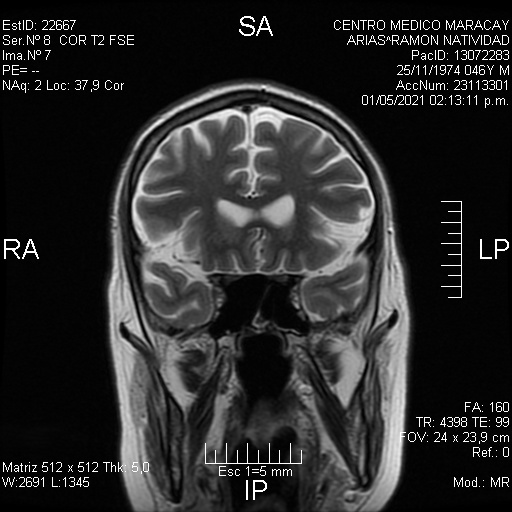 EstID: 22667
Ser.Nº 8 COR T2 FSE
Ima.Nº 7
PE= --
NAq: 2 Loc: 37,9 Cor
SA
CENTRO MEDICO MARACAY
ARIAS^RAMON NATIVIDAD
PacID: 13072283
25/11/1974 046Y M
AccNum: 23113301
01/05/2021 02:13:11 p.m.
RA
LP
Matriz 512 x 512 Thk: 5,0
W:2691 L:1345
Esc 1=5 mm
IP
FA: 160
TR: 4398 TE: 99
FOV: 24 x 23,9 cm
Ref.: 0
Mod.: MR